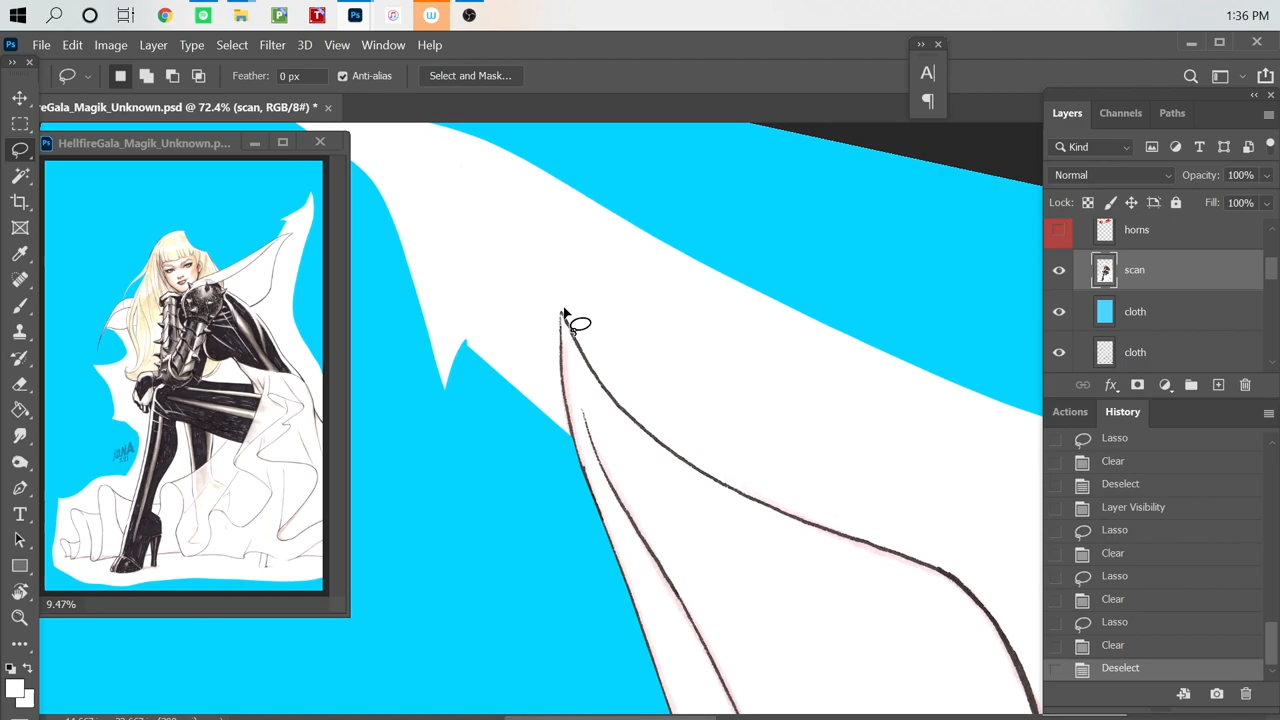 1:36 PM
Ps File Edit Image Layer Type Select Filter 3D View Window Help
Feather: 0 px Anti-alias Select and Mask...
reGala_Magik_Unknown.psd @ 72.4% (scan, RGB/8#) *
HellfireGala_Magik_Unknown.p...
9.47%
Layers Channels Paths
Kind
Normal Opacity: 100%
Lock: Fill: 100%
horns
scan
cloth
cloth
Actions History
Lasso
Clear
Deselect
Layer Visibility
Lasso
Clear
Lasso
Clear
Lasso
Clear
Deselect